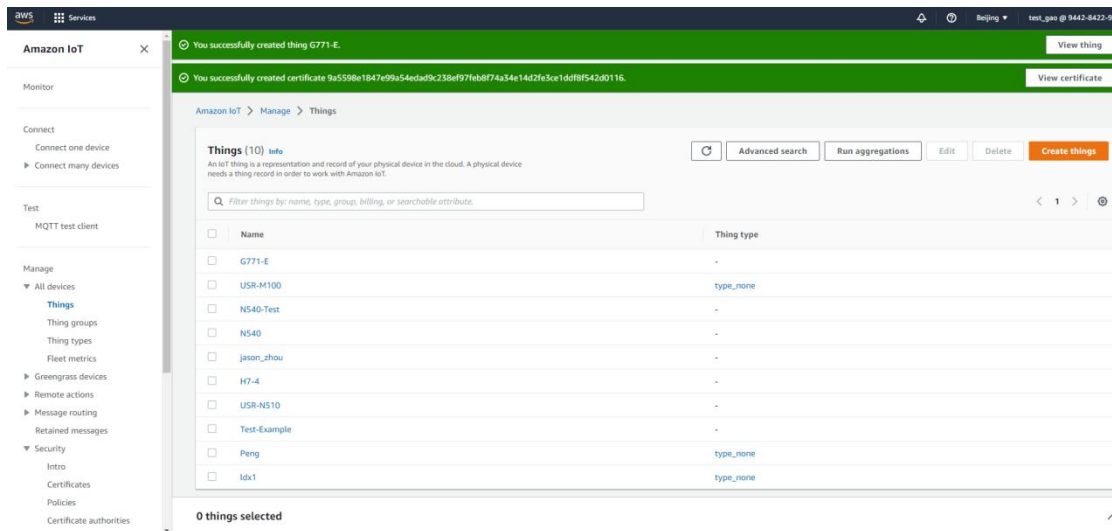 aws Services Beijing ▼ test_gao @ 9442-8422-9
Amazon IoT
Monitor
Connect
Connect one device
Connect many devices
Test
MQTT test client
Manage
All devices
Things
Thing groups
Thing types
Fleet metrics
Greengrass devices
Remote actions
Message routing
Retained messages
Security
Intro
Certificates
Policies
Certificate authorities
You successfully created thing G771-E. View thing
You successfully created certificate 9a5598e1847e99a54edad9c238ef97feb8f74a34e14d2fe3ce1ddf8f542d0116. View certificate
Amazon IoT > Manage > Things
Things (10) Info
An IoT thing is a representation and record of your physical device in the cloud. A physical device
needs a thing record in order to work with Amazon IoT.
Advanced search Run aggregations Edit Delete Create things
Filter things by: name, type, group, billing, or searchable attribute.
< 1 >
Name Thing type
G771-E -
USR-M100 type_none
N540-Test -
N540 -
jason_zhou -
H7-4 -
USR-N510 -
Test-Example -
Peng type_none
ldx1 type_none
0 things selected